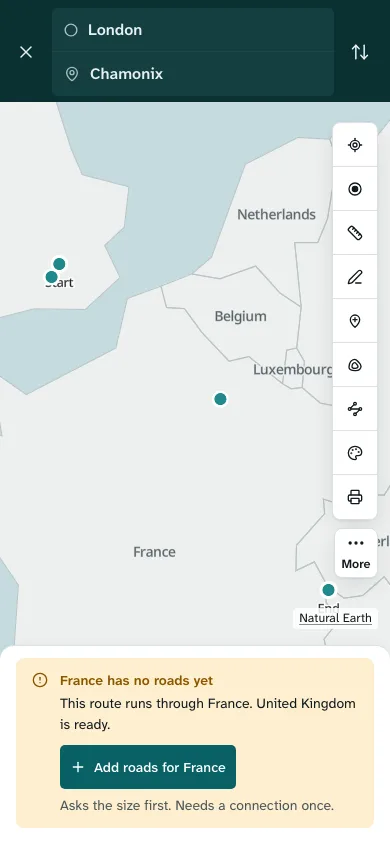 London
Chamonix
Netherlands
Start
Belgium
Luxembourg
France
More
End
Natural Earth
France has no roads yet
This route runs through France. United Kingdom
is ready.
Add roads for France
Asks the size first. Needs a connection once.